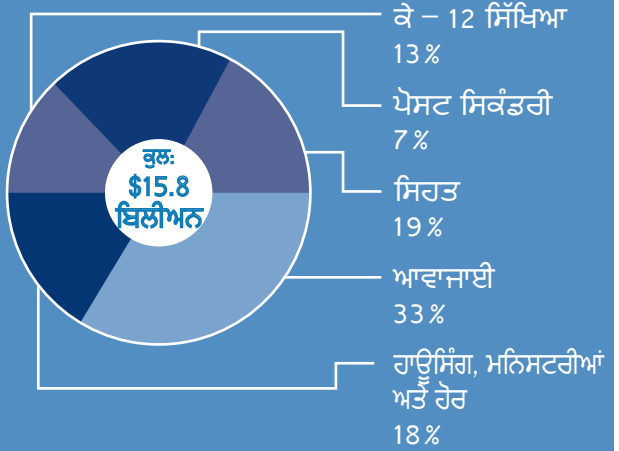 ਕੇ – 12 ਸਿੱਖਿਆ
13%
ਪੋਸਟ ਸਿਕੰਡਰੀ
7%
ਸਿਹਤ
19%
ਆਵਾਜਾਈ
33%
ਹਾਊਸਿੰਗ, ਮਨਿਸਟਰੀਆਂ
ਅਤੇ ਹੋਰ
18%
ਕੁਲ:
$15.8
ਬਿਲੀਅਨ